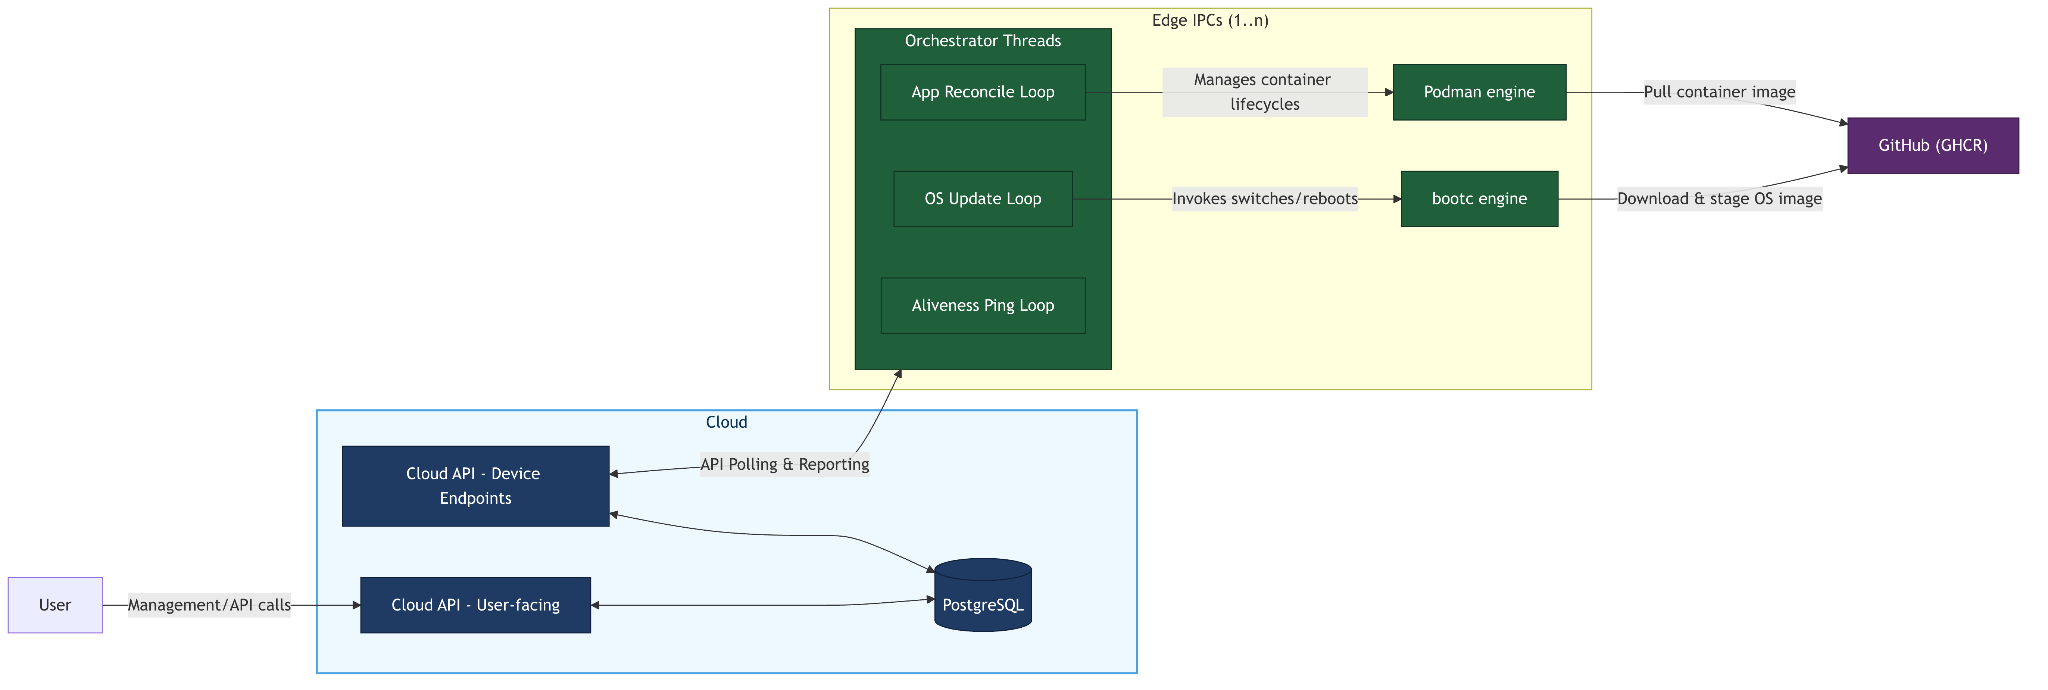 Edge IPCs (1..n)
Orchestrator Threads
App Reconcile Loop
Manages container
lifecycles
Podman engine
Pull container image
GitHub (GHCR)
OS Update Loop
Invokes switches/reboots
bootc engine
Download & stage OS image
Aliveness Ping Loop
Cloud
Cloud API - Device
Endpoints
API Polling & Reporting
User
Management/API calls
Cloud API - User-facing
PostgreSQL